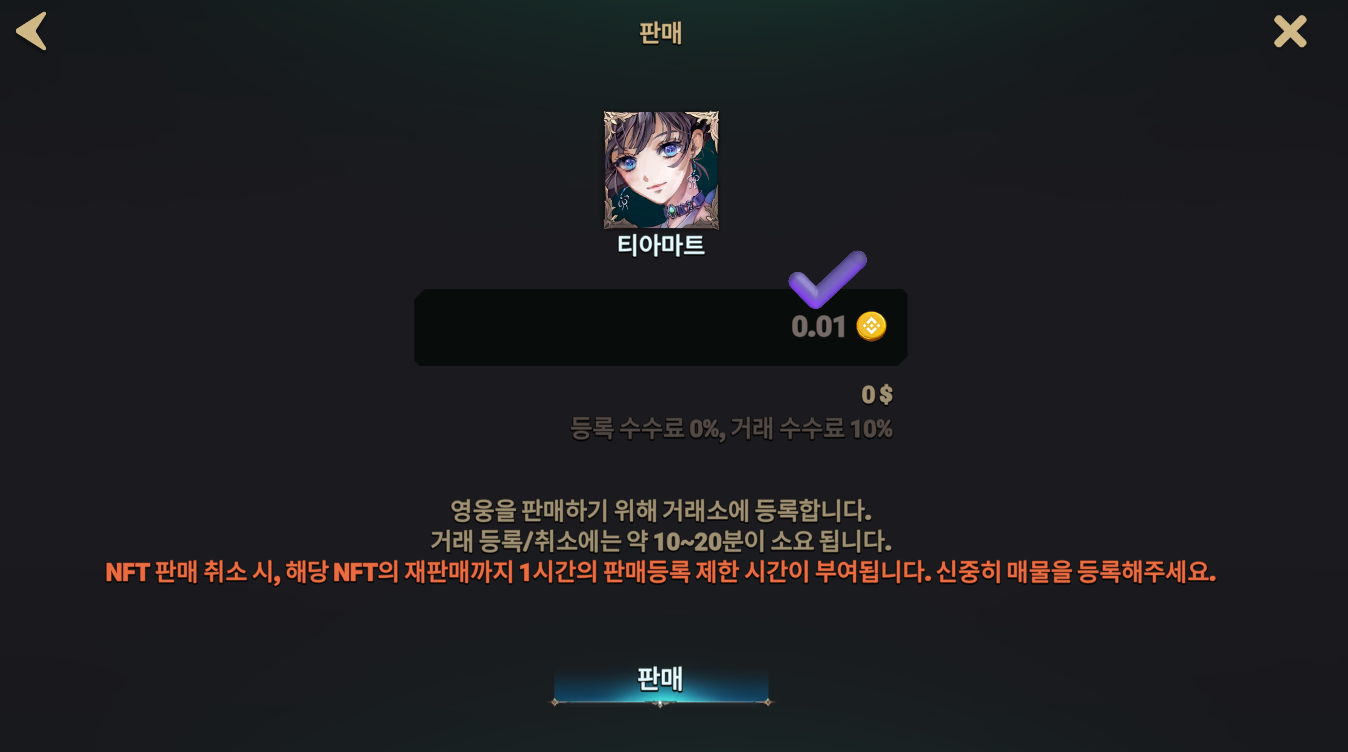 판매
티아마트
0.01
0 $
등록 수수료 0%, 거래 수수료 10%
영웅을 판매하기 위해 거래소에 등록합니다.
거래 등록/취소에는 약 10~20분이 소요 됩니다.
NFT 판매 취소 시, 해당 NFT의 재판매까지 1시간의 판매등록 제한 시간이 부여됩니다. 신중히 매물을 등록해주세요.
판매